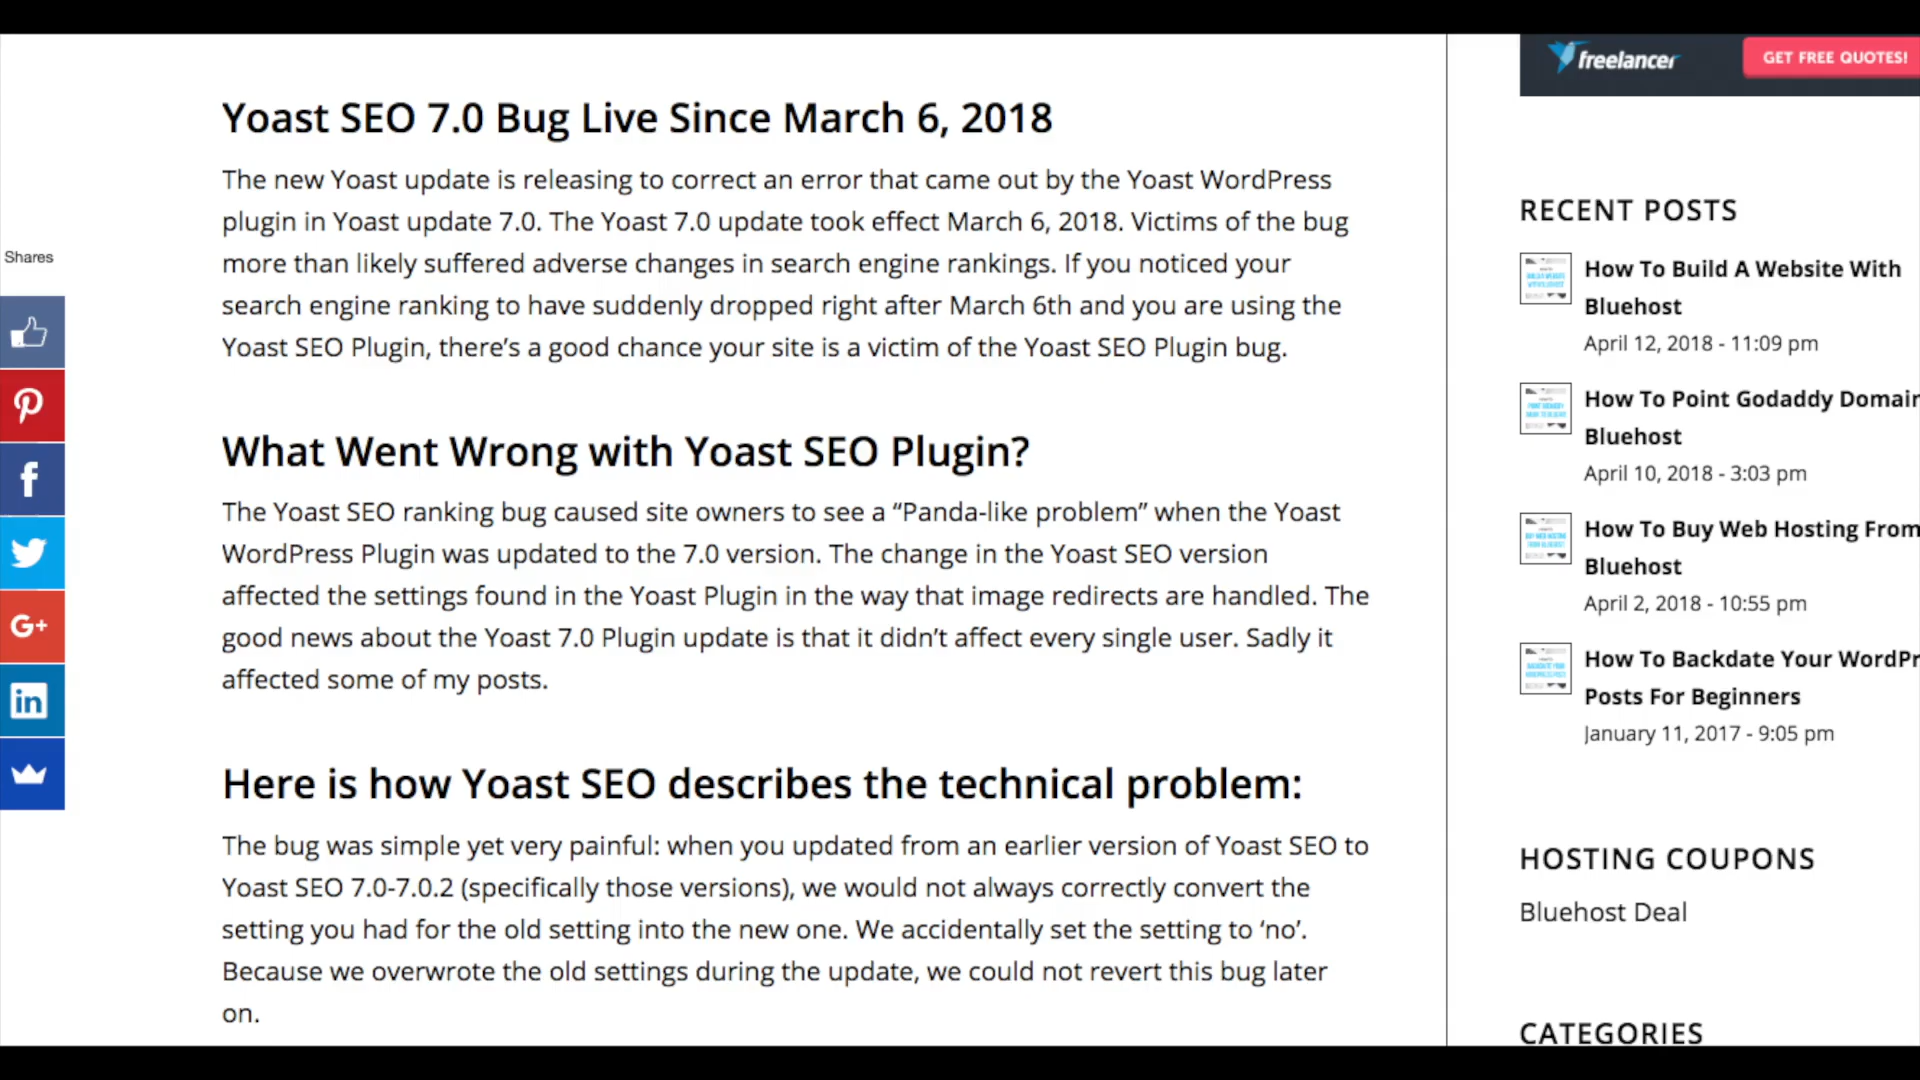 freelancer
GET FREE QUOTES!
Yoast SEO 7.0 Bug Live Since March 6, 2018
The new Yoast update is releasing to correct an error that came out by the Yoast WordPress
plugin in Yoast update 7.0. The Yoast 7.0 update took effect March 6, 2018. Victims of the bug
more than likely suffered adverse changes in search engine rankings. If you noticed your
search engine ranking to have suddenly dropped right after March 6th and you are using the
Yoast SEO Plugin, there's a good chance your site is a victim of the Yoast SEO Plugin bug.
What Went Wrong with Yoast SEO Plugin?
The Yoast SEO ranking bug caused site owners to see a “Panda-like problem” when the Yoast
WordPress Plugin was updated to the 7.0 version. The change in the Yoast SEO version
affected the settings found in the Yoast Plugin in the way that image redirects are handled. The
good news about the Yoast 7.0 Plugin update is that it didn't affect every single user. Sadly it
affected some of my posts.
Here is how Yoast SEO describes the technical problem:
The bug was simple yet very painful: when you updated from an earlier version of Yoast SEO to
Yoast SEO 7.0-7.0.2 (specifically those versions), we would not always correctly convert the
setting you had for the old setting into the new one. We accidentally set the setting to ‘no’.
Because we overwrote the old settings during the update, we could not revert this bug later
on.
Shares
f
G+
in
RECENT POSTS
How To Build A Website With
Bluehost
April 12, 2018 - 11:09 pm
How To Point Godaddy Domain
Bluehost
April 10, 2018 - 3:03 pm
How To Buy Web Hosting From
Bluehost
April 2, 2018 - 10:55 pm
How To Backdate Your WordPr
Posts For Beginners
January 11, 2017 - 9:05 pm
HOSTING COUPONS
Bluehost Deal
CATEGORIES